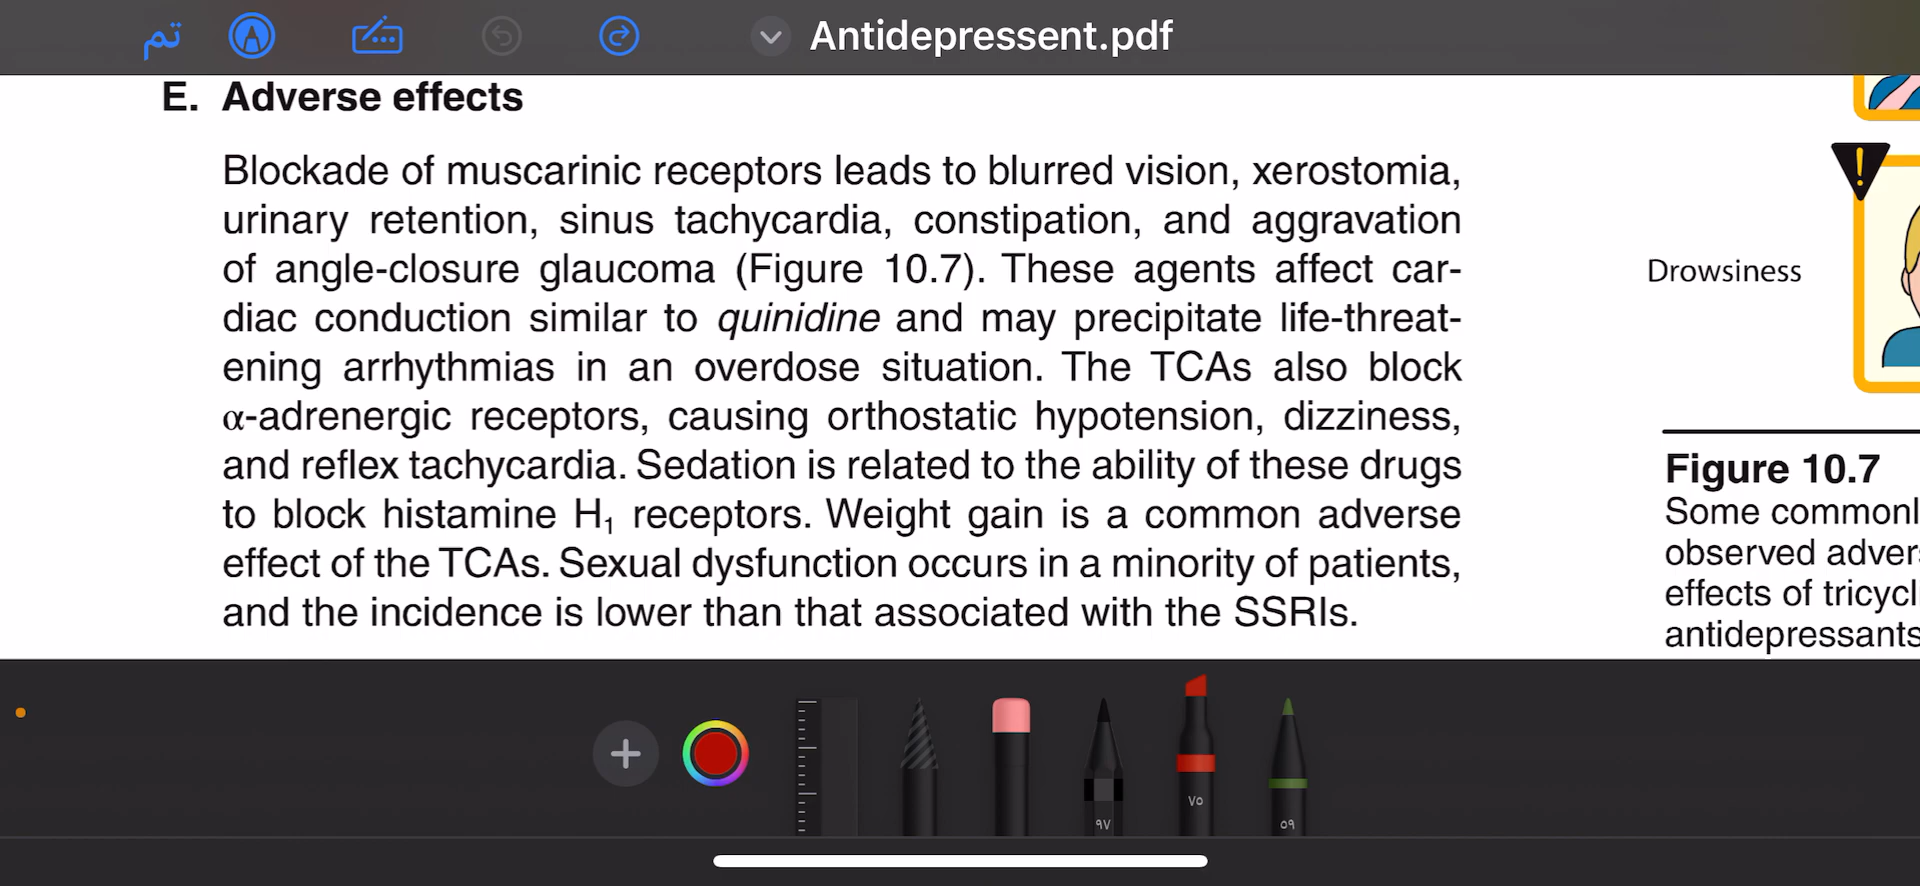 تم
Antidepressent.pdf
E. Adverse effects
Blockade of muscarinic receptors leads to blurred vision, xerostomia,
urinary retention, sinus tachycardia, constipation, and aggravation
of angle-closure glaucoma (Figure 10.7). These agents affect car-
diac conduction similar to quinidine and may precipitate life-threat-
ening arrhythmias in an overdose situation. The TCAs also block
α-adrenergic receptors, causing orthostatic hypotension, dizziness,
and reflex tachycardia. Sedation is related to the ability of these drugs
to block histamine H₁ receptors. Weight gain is a common adverse
effect of the TCAs. Sexual dysfunction occurs in a minority of patients,
and the incidence is lower than that associated with the SSRIs.
Drowsiness
Figure 10.7
Some commonl
observed advers
effects of tricycl
antidepressants
٩٧
٧٥
٥٩